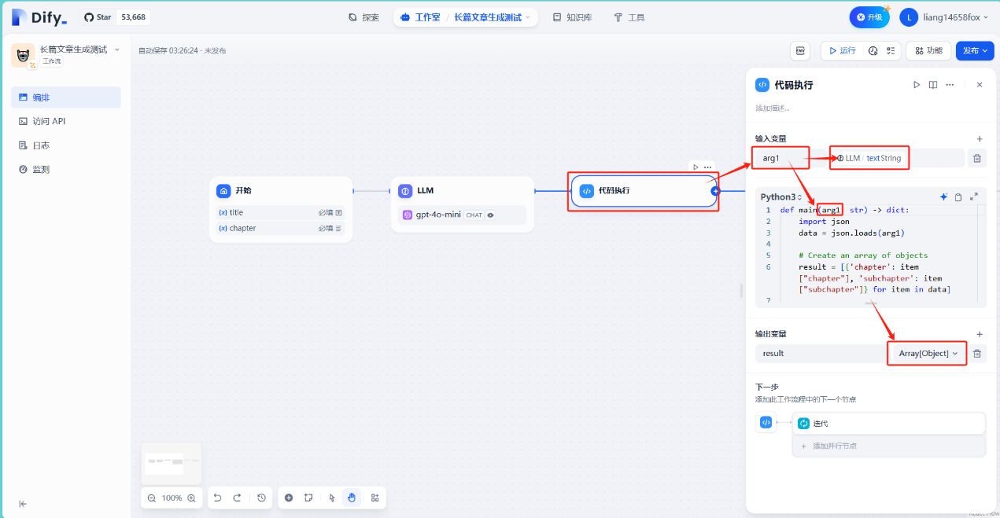 Dify_
Star 53,668
探索
工作室 / 长篇文章生成测试
知识库
工具
升级
L liang14658fox
长篇文章生成测试
工作流
编排
访问 API
日志
监测
自动保存 03:26:24 · 未发布
ENV
运行
功能
发布
开始
{x} title 必填
{x} chapter 必填
LLM
gpt-4o-mini CHAT
代码执行
代码执行
添加描述...
输入变量
arg1
LLM / text String
Python3
1 def main(arg1 str) -> dict:
2 import json
3 data = json.loads(arg1)
4
5 # Create an array of objects
6 result = [{'chapter': item
["chapter"], 'subchapter': item
["subchapter"]} for item in data]
7
输出变量
result Array[Object]
下一步
添加此工作流程中的下一个节点
迭代
+ 添加并行节点
100%
React Flow